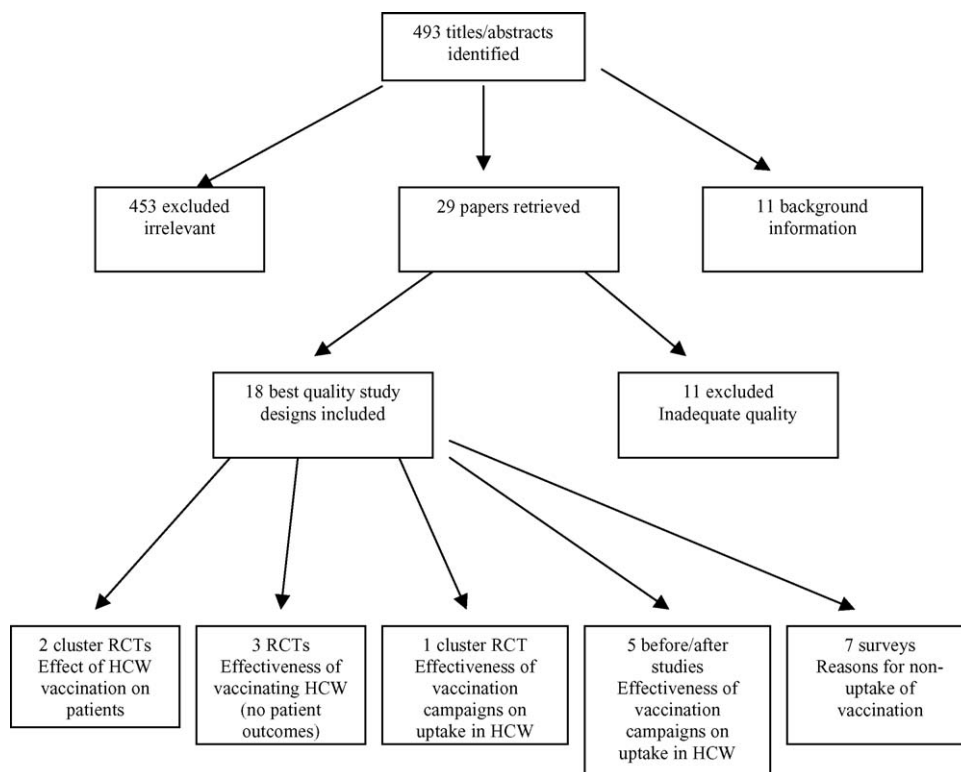 493 titles/abstracts
identified
453 excluded
irrelevant
29 papers retrieved
11 background
information
18 best quality study
designs included
11 excluded
Inadequate quality
2 cluster RCTs
Effect of HCW
vaccination on
patients
3 RCTs
Effectiveness of
vaccinating HCW
(no patient
outcomes)
1 cluster RCT
Effectiveness of
vaccination
campaigns on
uptake in HCW
5 before/after
studies
Effectiveness of
vaccination
campaigns on
uptake in HCW
7 surveys
Reasons for non-
uptake of
vaccination